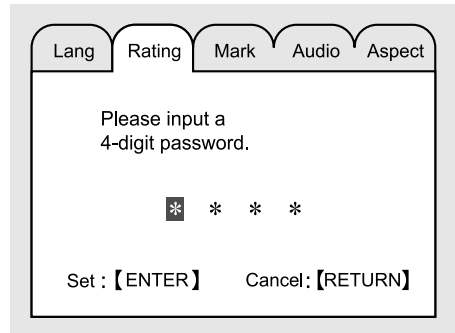 Lang Rating Mark Audio Aspect
Please input a
4-digit password.
* * * *
Set :【ENTER】 Cancel:【RETURN】